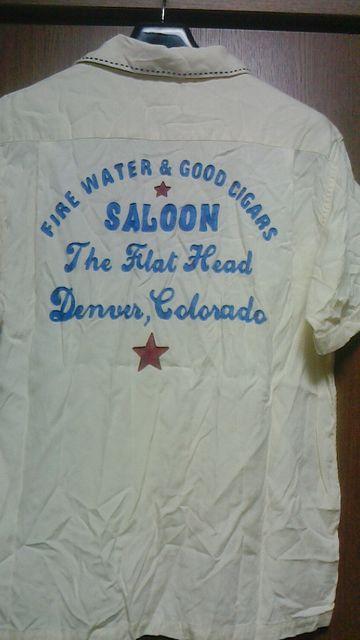 FIRE WATER & GOOD CIGARS
SALOON
The Flat Head
Denver, Colorado